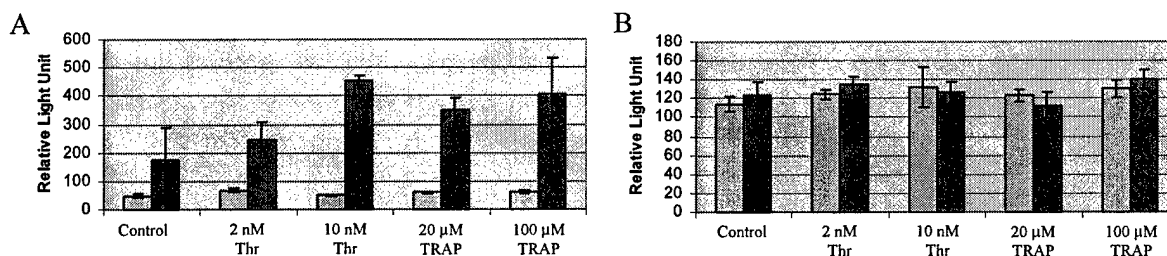 A
Relative Light Unit
600
500
400
300
200
100
0
Control
2 nM
Thr
10 nM
Thr
20 µM
TRAP
100 µM
TRAP
B
Relative Light Unit
180
160
140
120
100
80
60
40
20
0
Control
2 nM
Thr
10 nM
Thr
20 µM
TRAP
100 µM
TRAP